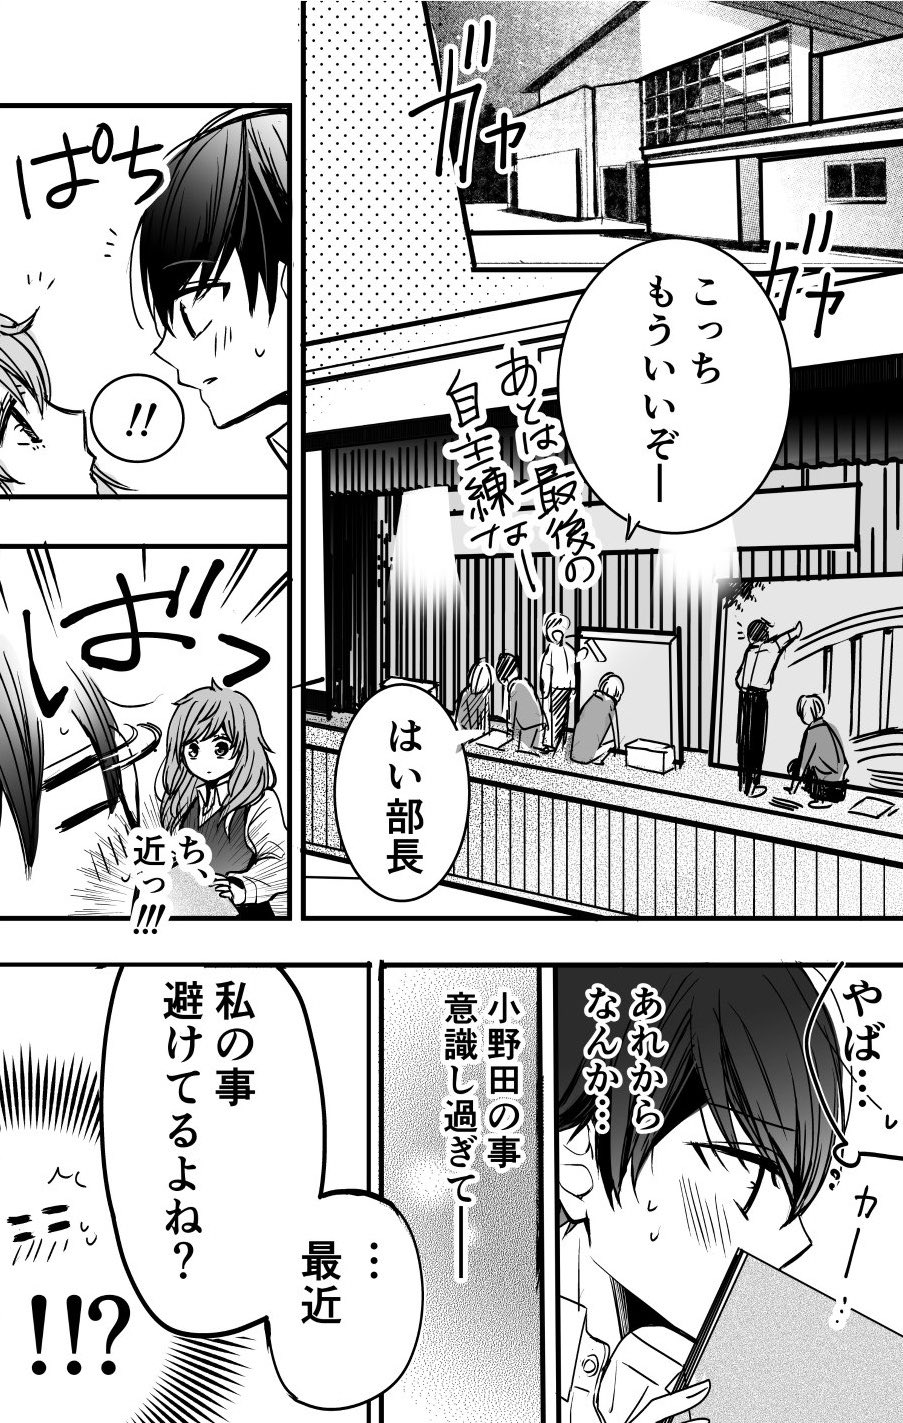 ガヤ
ガヤ
こっち
もういいぞー
あとは最後の
自主練なー
はい部長
ぱち
!!
ばっ
ち、
近っ
!!!
やば…
カー…
あれから
なんか…
小野田の事
意識し過ぎてー
…
最近
私の事
避けてるよね?
!!?